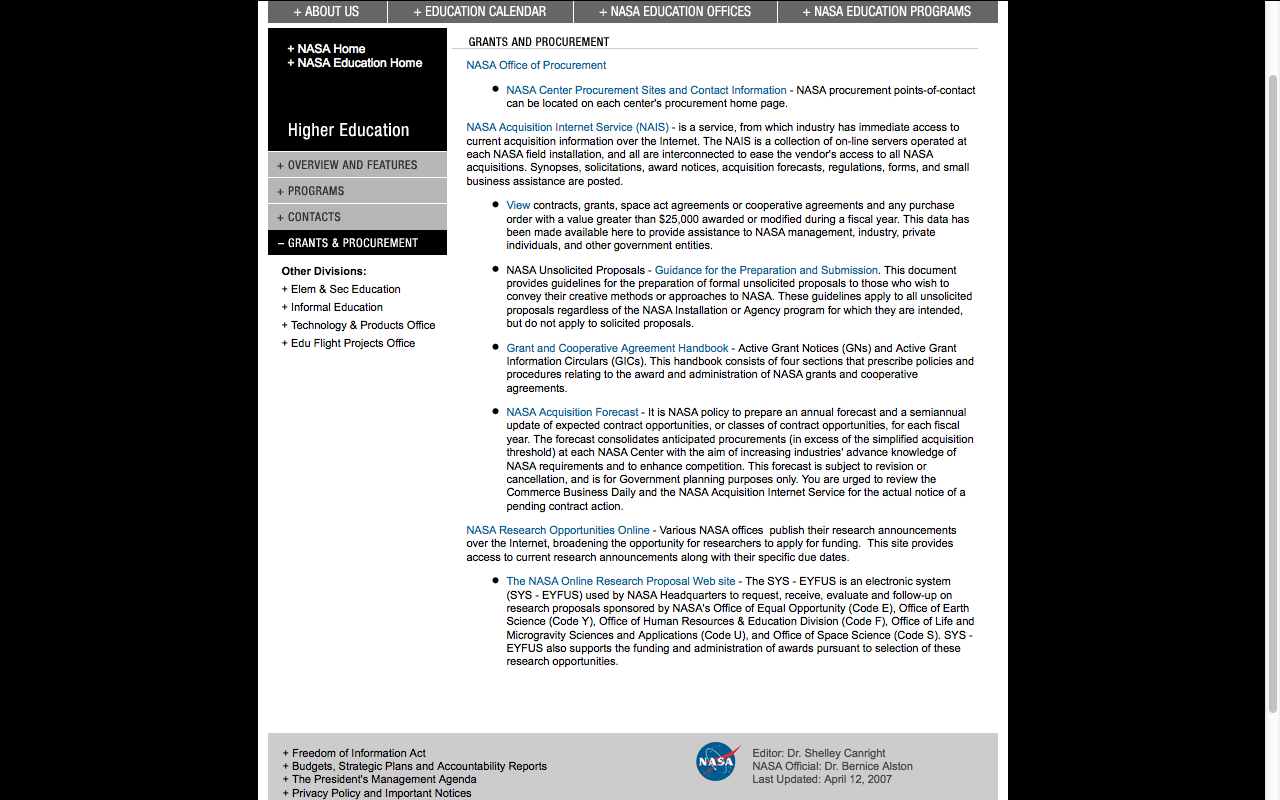 + ABOUT US
+ EDUCATION CALENDAR
+ NASA EDUCATION OFFICES
+ NASA EDUCATION PROGRAMS
+ NASA Home
+ NASA Education Home
Higher Education
+ OVERVIEW AND FEATURES
+ PROGRAMS
+ CONTACTS
– GRANTS & PROCUREMENT
Other Divisions:
+ Elem & Sec Education
+ Informal Education
+ Technology & Products Office
+ Edu Flight Projects Office
GRANTS AND PROCUREMENT
NASA Office of Procurement
• NASA Center Procurement Sites and Contact Information - NASA procurement points-of-contact
can be located on each center's procurement home page.
NASA Acquisition Internet Service (NAIS) - is a service, from which industry has immediate access to
current acquisition information over the Internet. The NAIS is a collection of on-line servers operated at
each NASA field installation, and all are interconnected to ease the vendor's access to all NASA
acquisitions. Synopses, solicitations, award notices, acquisition forecasts, regulations, forms, and small
business assistance are posted.
• View contracts, grants, space act agreements or cooperative agreements and any purchase
order with a value greater than $25,000 awarded or modified during a fiscal year. This data has
been made available here to provide assistance to NASA management, industry, private
individuals, and other government entities.
• NASA Unsolicited Proposals - Guidance for the Preparation and Submission. This document
provides guidelines for the preparation of formal unsolicited proposals to those who wish to
convey their creative methods or approaches to NASA. These guidelines apply to all unsolicited
proposals regardless of the NASA Installation or Agency program for which they are intended,
but do not apply to solicited proposals.
• Grant and Cooperative Agreement Handbook - Active Grant Notices (GNs) and Active Grant
Information Circulars (GICs). This handbook consists of four sections that prescribe policies and
procedures relating to the award and administration of NASA grants and cooperative
agreements.
• NASA Acquisition Forecast - It is NASA policy to prepare an annual forecast and a semiannual
update of expected contract opportunities, or classes of contract opportunities, for each fiscal
year. The forecast consolidates anticipated procurements (in excess of the simplified acquisition
threshold) at each NASA Center with the aim of increasing industries' advance knowledge of
NASA requirements and to enhance competition. This forecast is subject to revision or
cancellation, and is for Government planning purposes only. You are urged to review the
Commerce Business Daily and the NASA Acquisition Internet Service for the actual notice of a
pending contract action.
NASA Research Opportunities Online - Various NASA offices publish their research announcements
over the Internet, broadening the opportunity for researchers to apply for funding. This site provides
access to current research announcements along with their specific due dates.
• The NASA Online Research Proposal Web site - The SYS - EYFUS is an electronic system
(SYS - EYFUS) used by NASA Headquarters to request, receive, evaluate and follow-up on
research proposals sponsored by NASA's Office of Equal Opportunity (Code E), Office of Earth
Science (Code Y), Office of Human Resources & Education Division (Code F), Office of Life and
Microgravity Sciences and Applications (Code U), and Office of Space Science (Code S). SYS -
EYFUS also supports the funding and administration of awards pursuant to selection of these
research opportunities.
+ Freedom of Information Act
+ Budgets, Strategic Plans and Accountability Reports
+ The President's Management Agenda
+ Privacy Policy and Important Notices
NASA
Editor: Dr. Shelley Canright
NASA Official: Dr. Bernice Alston
Last Updated: April 12, 2007